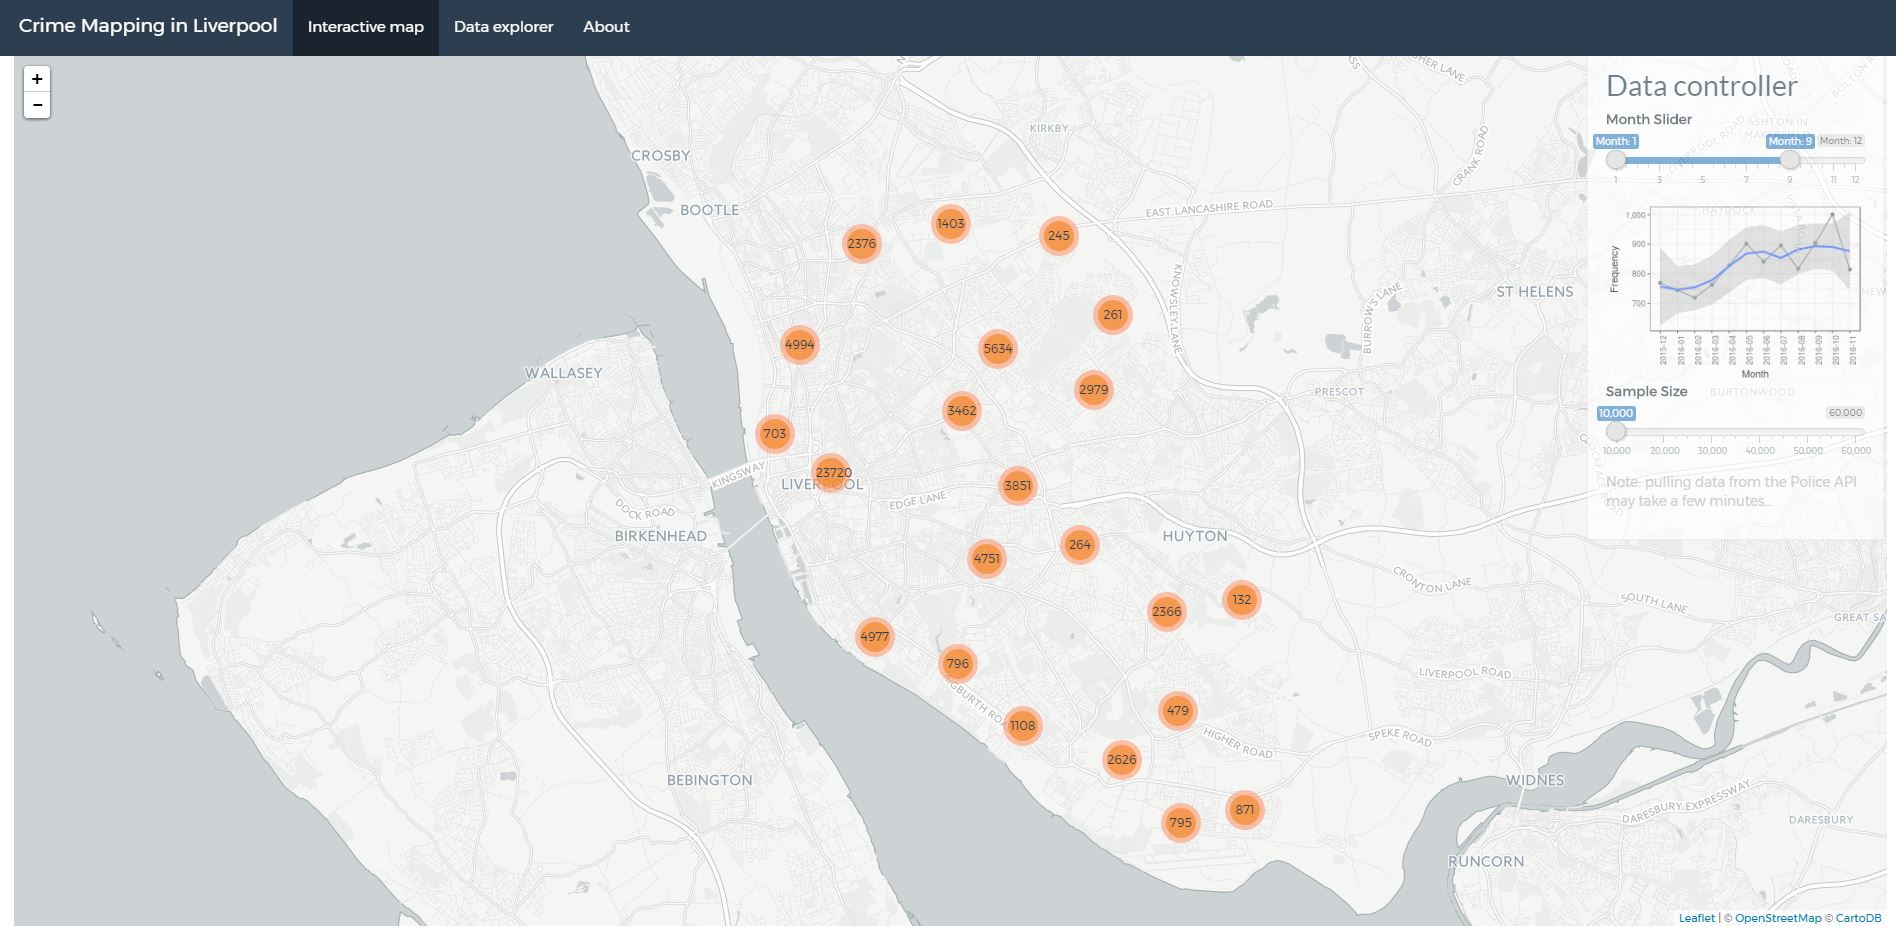 Crime Mapping in Liverpool
Interactive map
Data explorer
About
+
−
CROSBY
BOOTLE
KIRKBY
EAST LANCASHIRE ROAD
KNOWSLEY LANE
CRANK ROAD
BURROW'S LANE
ST HELENS
PRESCOT
WALLASEY
KINGSWAY
LIVERPOOL
EDGE LANE
DOCK ROAD
BIRKENHEAD
HUYTON
CRONTON LANE
SOUTH LANE
GREAT SA
LIVERPOOL ROAD
HIGHER ROAD
SPEKE ROAD
BEBINGTON
WIDNES
DARESBURY EXPRESSWAY
DARESBURY
RUNCORN
1403
2376
245
261
4994
5634
2979
3462
703
23720
3851
4751
264
2366
132
4977
796
1108
479
2626
795
871
Data controller
Month Slider
Month: 1
Month: 9
Month: 12
1 3 5 7 9 11 12
ASHTON IN
LIVERPOOL ROAD
HAYDOCK
1,000
900
800
700
Frequency
2015-12
2016-01
2016-02
2016-03
2016-04
2016-05
2016-06
2016-07
2016-08
2016-09
2016-10
2016-11
Month
Sample Size
BURTONWOOD
10,000
60,000
10,000 20,000 30,000 40,000 50,000 60,000
Note: pulling data from the Police API
may take a few minutes...
Leaflet | © OpenStreetMap © CartoDB